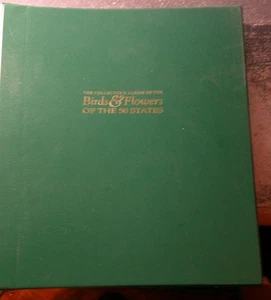 THE COLLECTOR'S ALBUM OF THE
Birds & Flowers
OF THE 50 STATES